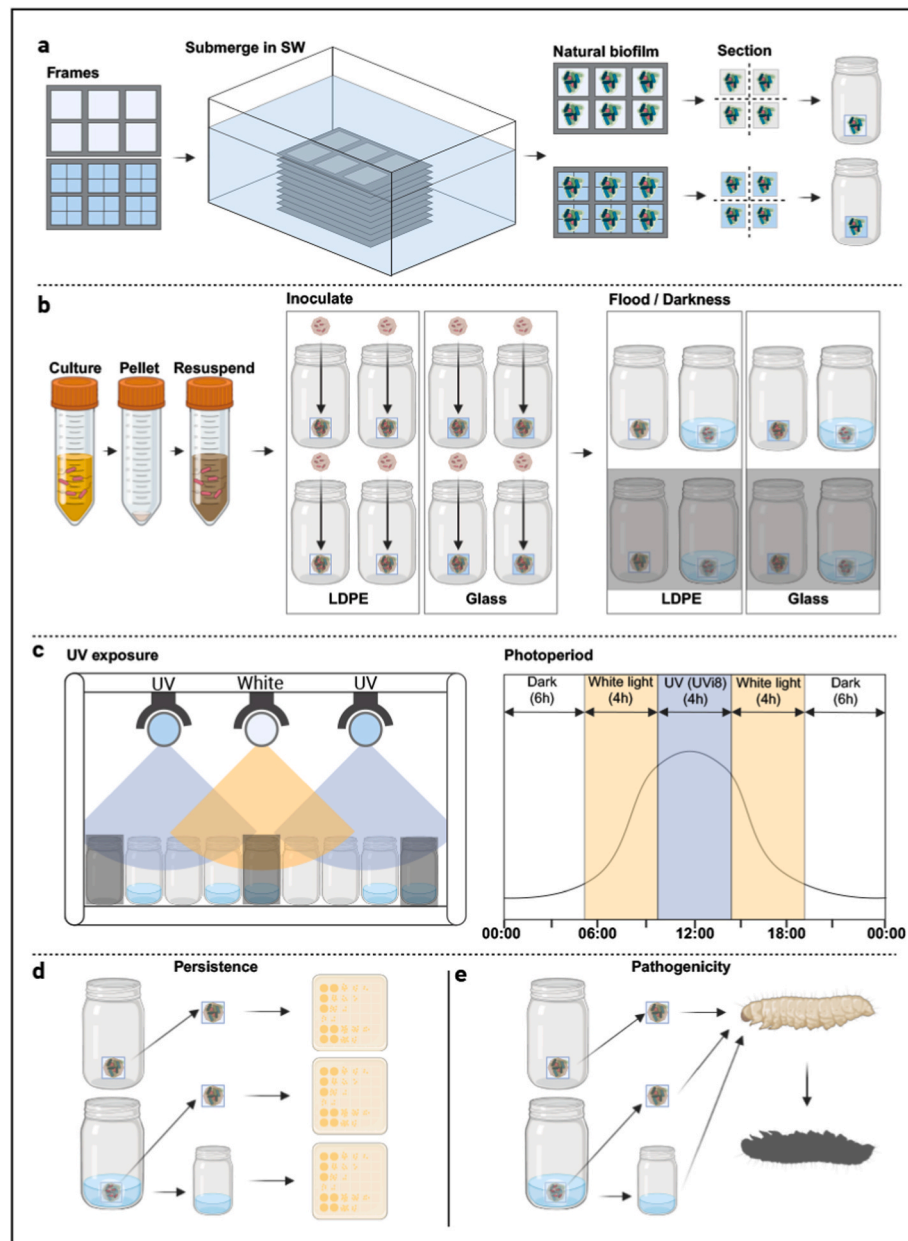 a
Submerge in SW
Natural biofilm
Section
Frames
b
Inoculate
Flood / Darkness
Culture
Pellet
Resuspend
LDPE
Glass
LDPE
Glass
c
UV exposure
Photoperiod
UV
White
UV
Dark
(6h)
White light
(4h)
UV (UVi8)
(4h)
White light
(4h)
Dark
(6h)
00:00
06:00
12:00
18:00
00:00
d
Persistence
e
Pathogenicity